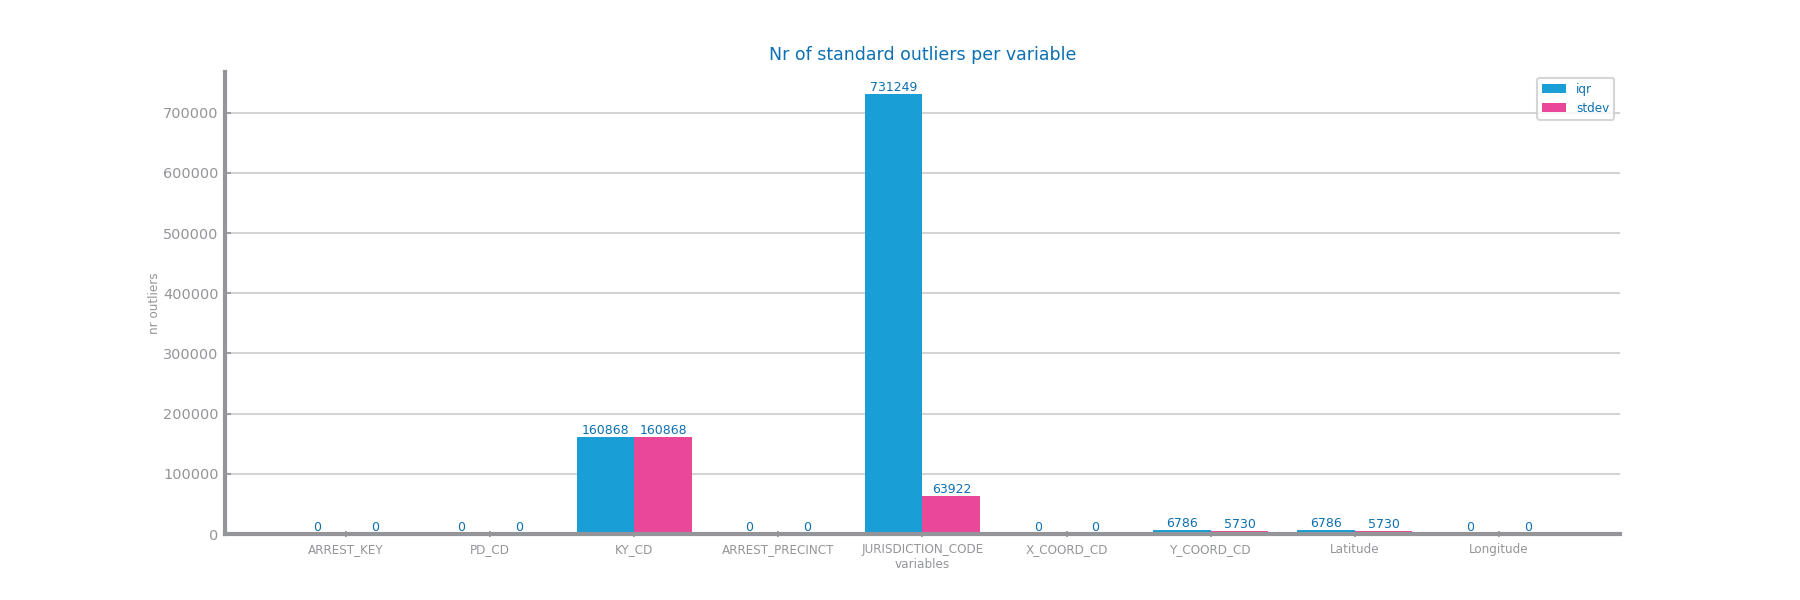 Nr of standard outliers per variable
731249
iqr
stdev
700000
600000
500000
400000
300000
200000
100000
0
nr outliers
160868 160868
63922
0 0 0 0 0 0 0 0 6786 5730 6786 5730 0 0
ARREST_KEY PD_CD KY_CD ARREST_PRECINCT JURISDICTION_CODE X_COORD_CD Y_COORD_CD Latitude Longitude
variables